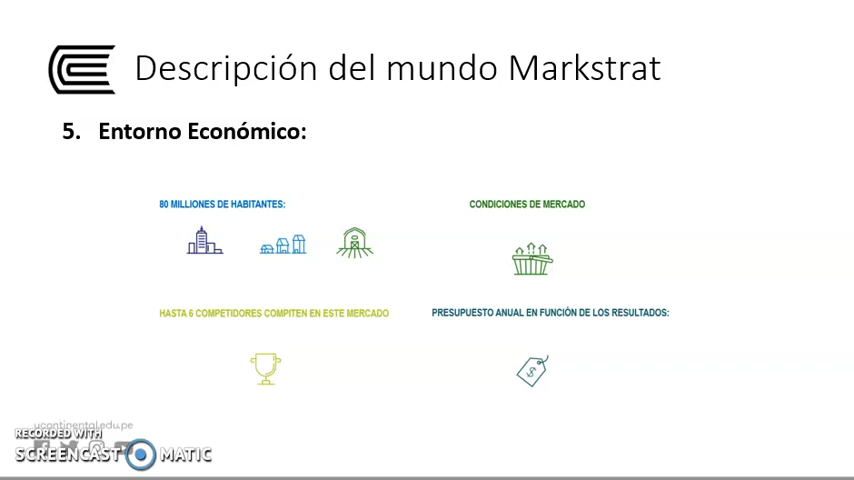 Descripción del mundo Markstrat
5. Entorno Económico:
80 MILLIONES DE HABITANTES:
CONDICIONES DE MERCADO
HASTA 6 COMPETIDORES COMPITEN EN ESTE MERCADO
PRESUPUESTO ANUAL EN FUNCIÓN DE LOS RESULTADOS:
ucontinental.edu.pe
RECORDED WITH
SCREENCAST MATIC